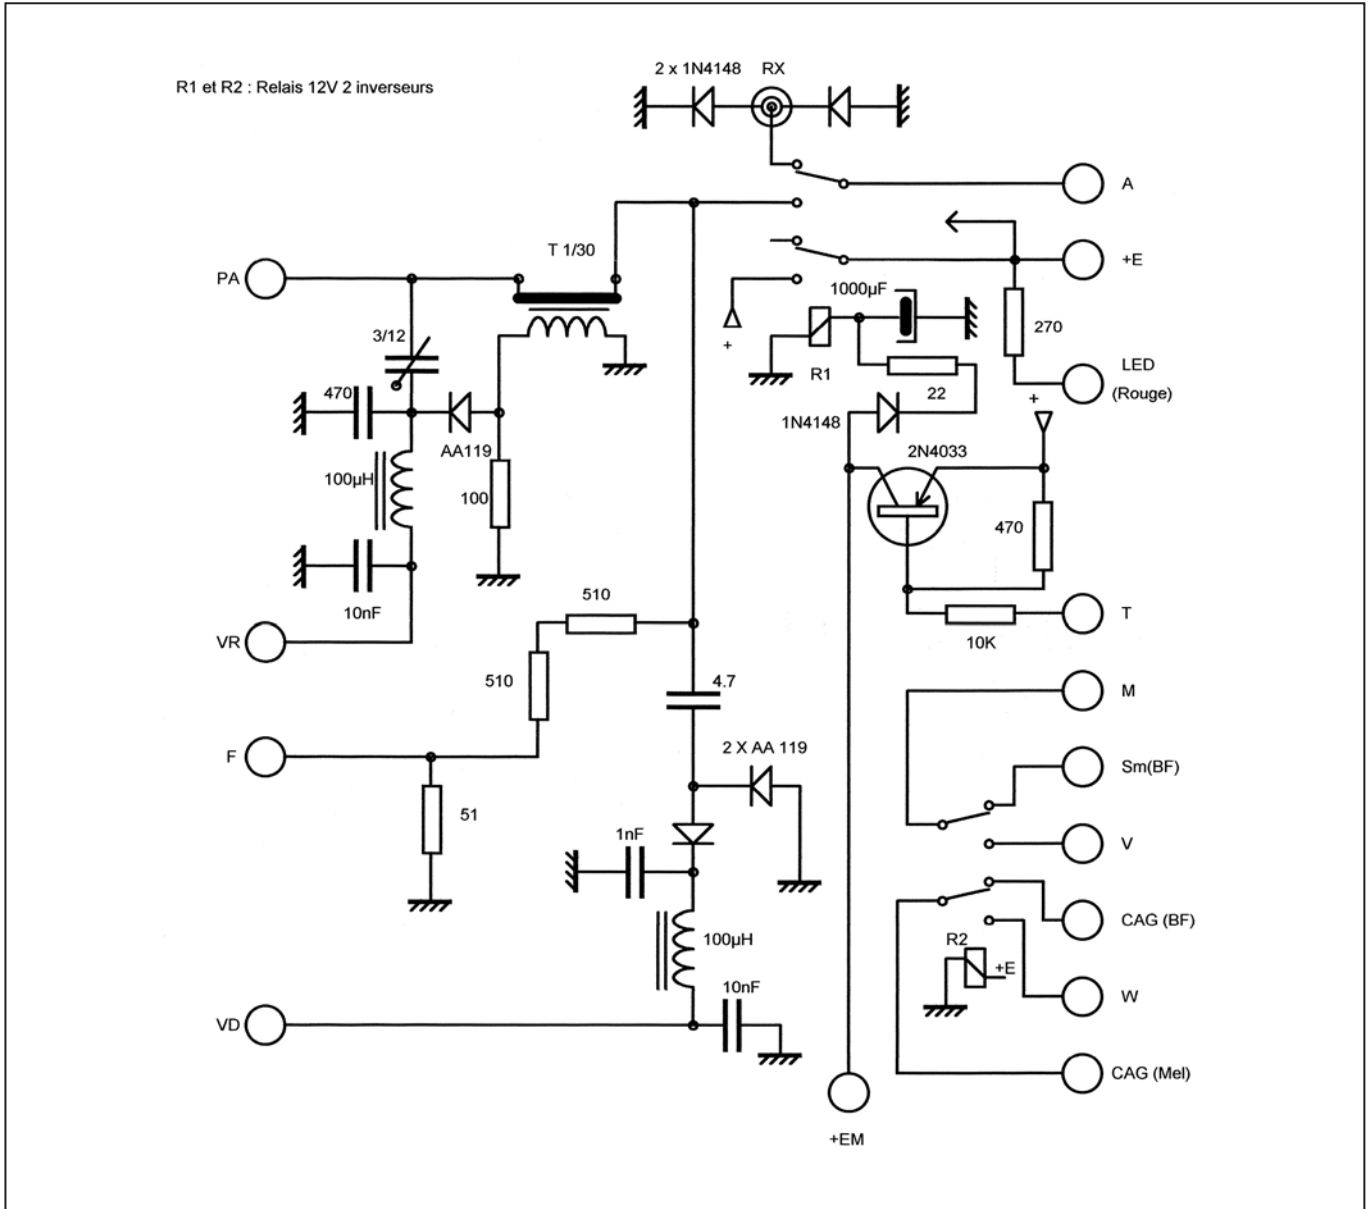 2 x 1N4148
RX
R1 et R2 : Relais 12V 2 inverseurs
A
T 1/30
PA
+E
1000µF
3/12
+
270
R1
LED
(Rouge)
22
+
470
1N4148
AA119
2N4033
100µH
100
470
10nF
510
T
10K
VR
510
4.7
M
F
2 X AA 119
Sm(BF)
51
1nF
V
CAG (BF)
100µH
R2
+E
10nF
W
VD
CAG (Mel)
+EM